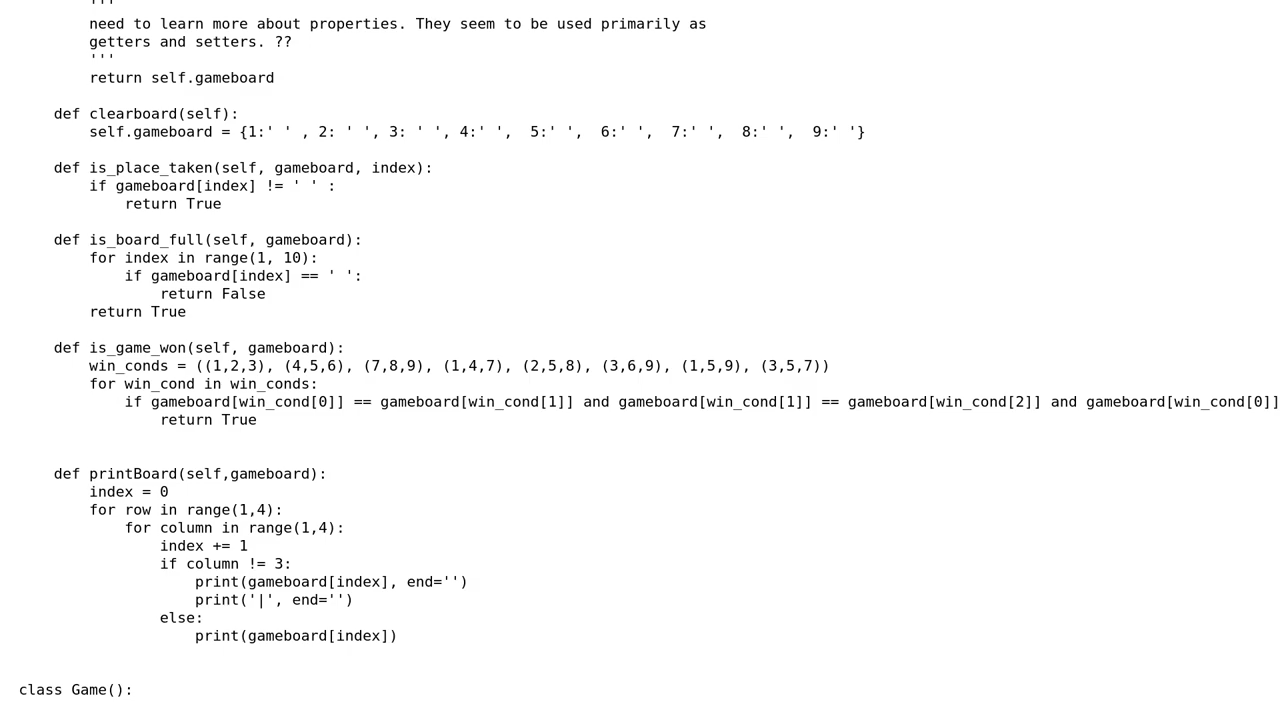 '''
need to learn more about properties. They seem to be used primarily as
getters and setters. ??
'''
return self.gameboard
def clearboard(self):
self.gameboard = {1:' ' , 2: ' ', 3: ' ', 4:' ',  5:' ',  6:' ',  7:' ',  8:' ',  9:' '}
def is_place_taken(self, gameboard, index):
if gameboard[index] != ' ' :
return True
def is_board_full(self, gameboard):
for index in range(1, 10):
if gameboard[index] == ' ':
return False
return True
def is_game_won(self, gameboard):
win_conds = ((1,2,3), (4,5,6), (7,8,9), (1,4,7), (2,5,8), (3,6,9), (1,5,9), (3,5,7))
for win_cond in win_conds:
if gameboard[win_cond[0]] == gameboard[win_cond[1]] and gameboard[win_cond[1]] == gameboard[win_cond[2]] and gameboard[win_cond[0]]
return True
def printBoard(self,gameboard):
index = 0
for row in range(1,4):
for column in range(1,4):
index += 1
if column != 3:
print(gameboard[index], end='')
print('|', end='')
else:
print(gameboard[index])
class Game():